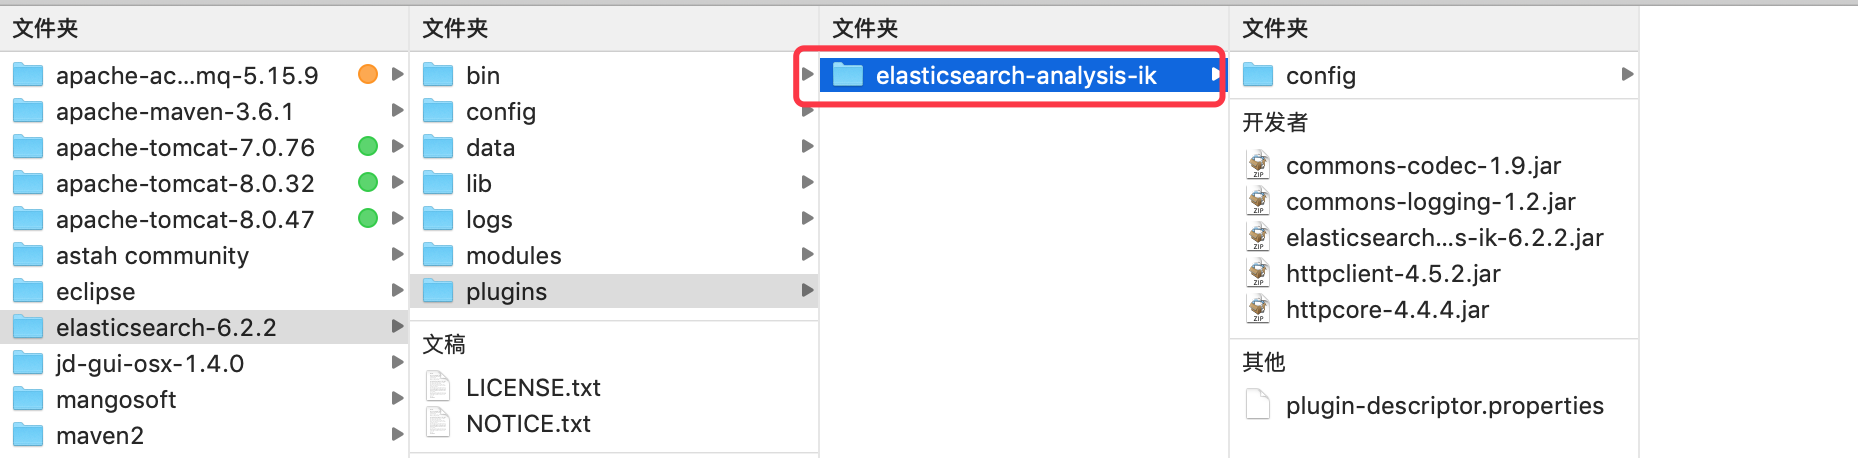 文件夹
apache-ac...mq-5.15.9
apache-maven-3.6.1
apache-tomcat-7.0.76
apache-tomcat-8.0.32
apache-tomcat-8.0.47
astah community
eclipse
elasticsearch-6.2.2
jd-gui-osx-1.4.0
mangosoft
maven2
文件夹
bin
config
data
lib
logs
modules
plugins
文稿
LICENSE.txt
NOTICE.txt
文件夹
elasticsearch-analysis-ik
文件夹
config
开发者
ZIP
commons-codec-1.9.jar
ZIP
commons-logging-1.2.jar
ZIP
elasticsearch...s-ik-6.2.2.jar
ZIP
httpclient-4.5.2.jar
ZIP
httpcore-4.4.4.jar
其他
plugin-descriptor.properties